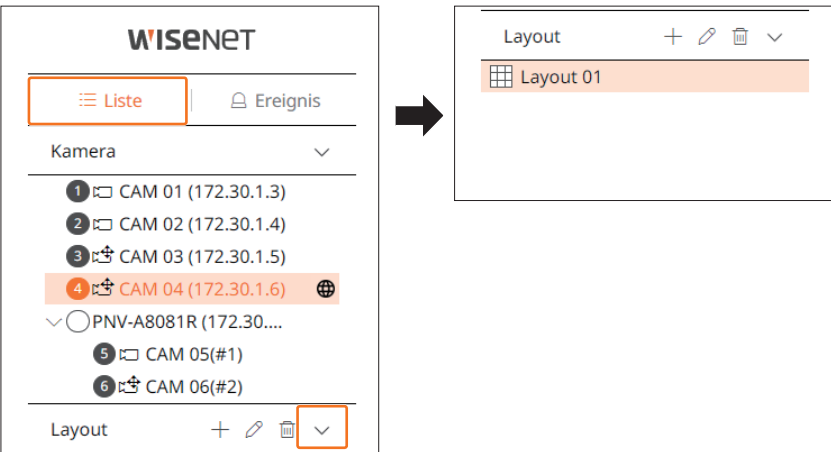 WISENET
Liste
Ereignis
Kamera
1 CAM 01 (172.30.1.3)
2 CAM 02 (172.30.1.4)
3 CAM 03 (172.30.1.5)
4 CAM 04 (172.30.1.6)
PNV-A8081R (172.30....
5 CAM 05(#1)
6 CAM 06(#2)
Layout
Layout
Layout 01